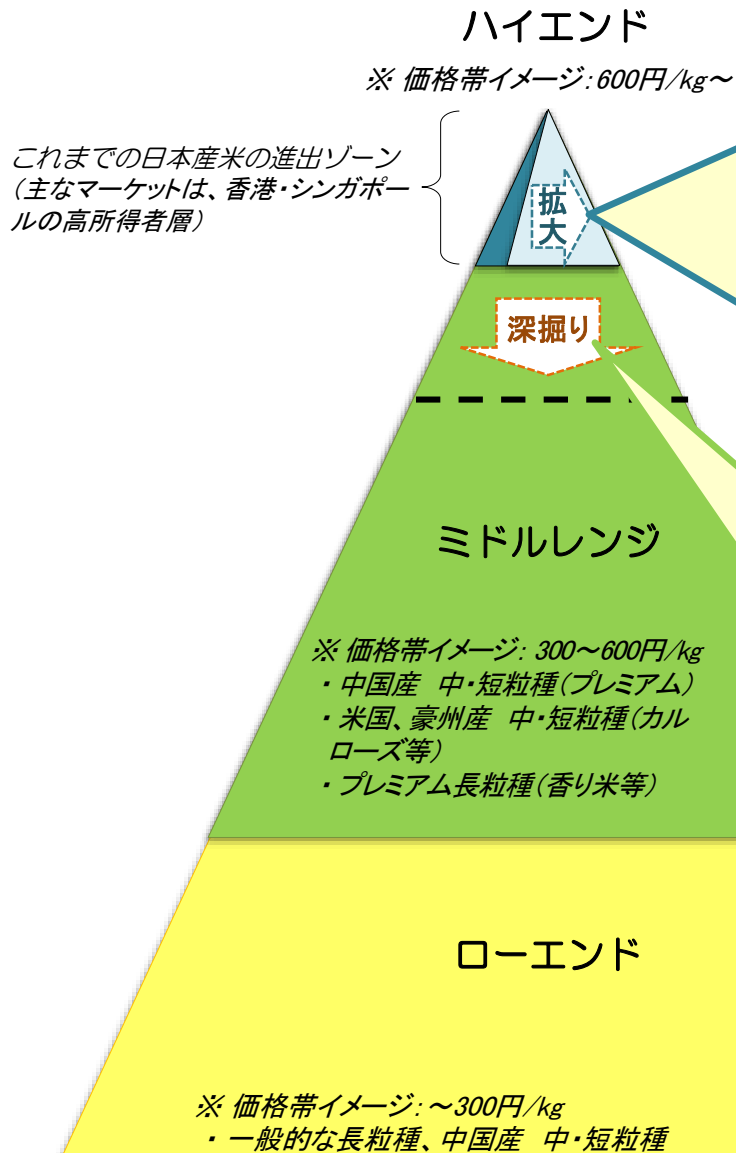 ハイエンド
※ 価格帯イメージ：600円/kg～
これまでの日本産米の進出ゾーン
（主なマーケットは、香港・シンガポー
ルの高所得者層）
拡
大
深掘り
ミドルレンジ
※ 価格帯イメージ： 300～600円/kg
・ 中国産　中・短粒種（プレミアム）
・ 米国、豪州産　中・短粒種（カル
ローズ等）
・ プレミアム長粒種（香り米等）
ローエンド
※ 価格帯イメージ：～300円/kg
・ 一般的な長粒種、中国産　中・短粒種